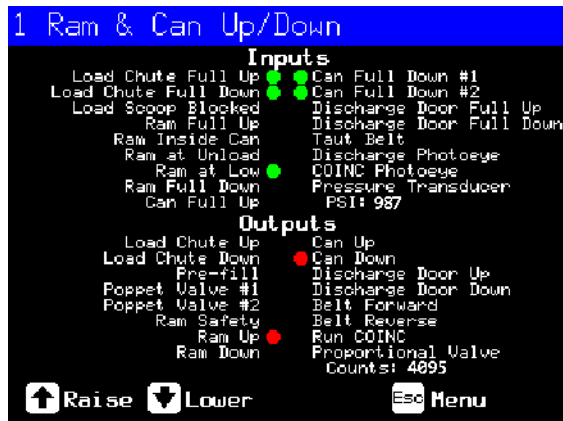 1 Ram & Can Up/Down
Inputs
Load Chute Full Up Can Full Down #1
Load Chute Full Down Can Full Down #2
Load Scoop Blocked Discharge Door Full Up
Ram Full Up Discharge Door Full Down
Ram Inside Can Taut Belt
Ram at Unload Discharge Photoeye
Ram at Low COINC Photoeye
Ram Full Down Pressure Transducer
Can Full Up PSI: 987
Outputs
Load Chute Up Can Up
Load Chute Down Can Down
Pre-fill Discharge Door Up
Poppet Valve #1 Discharge Door Down
Poppet Valve #2 Belt Forward
Ram Safety Belt Reverse
Ram Up Run COINC
Ram Down Proportional Valve
Counts: 4095
Raise Lower Esc Menu